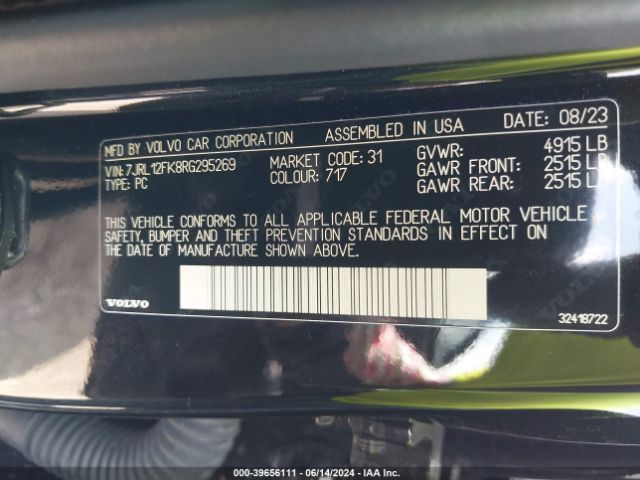 MFD BY VOLVO CAR CORPORATION ASSEMBLED IN USA DATE: 08/23
VIN: 7JRL12FK8RG295269 MARKET CODE: 31 GVWR: 4915 LB
TYPE: PC COLOUR: 717 GAWR FRONT: 2515 LB
GAWR REAR: 2515 LB
THIS VEHICLE CONFORMS TO ALL APPLICABLE FEDERAL MOTOR VEHICLE
SAFETY, BUMPER AND THEFT PREVENTION STANDARDS IN EFFECT ON
THE DATE OF MANUFACTURE SHOWN ABOVE.
VOLVO
32418722
000-39656111 - 06/14/2024 - IAA Inc.